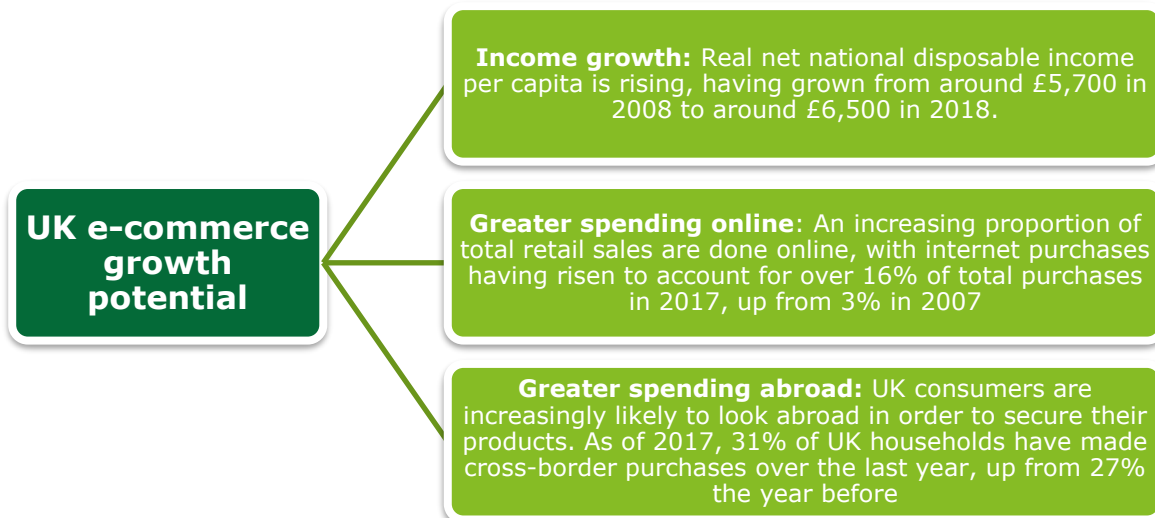 UK e-commerce
growth
potential
Income growth: Real net national disposable income
per capita is rising, having grown from around £5,700 in
2008 to around £6,500 in 2018.
Greater spending online: An increasing proportion of
total retail sales are done online, with internet purchases
having risen to account for over 16% of total purchases
in 2017, up from 3% in 2007
Greater spending abroad: UK consumers are
increasingly likely to look abroad in order to secure their
products. As of 2017, 31% of UK households have made
cross-border purchases over the last year, up from 27%
the year before